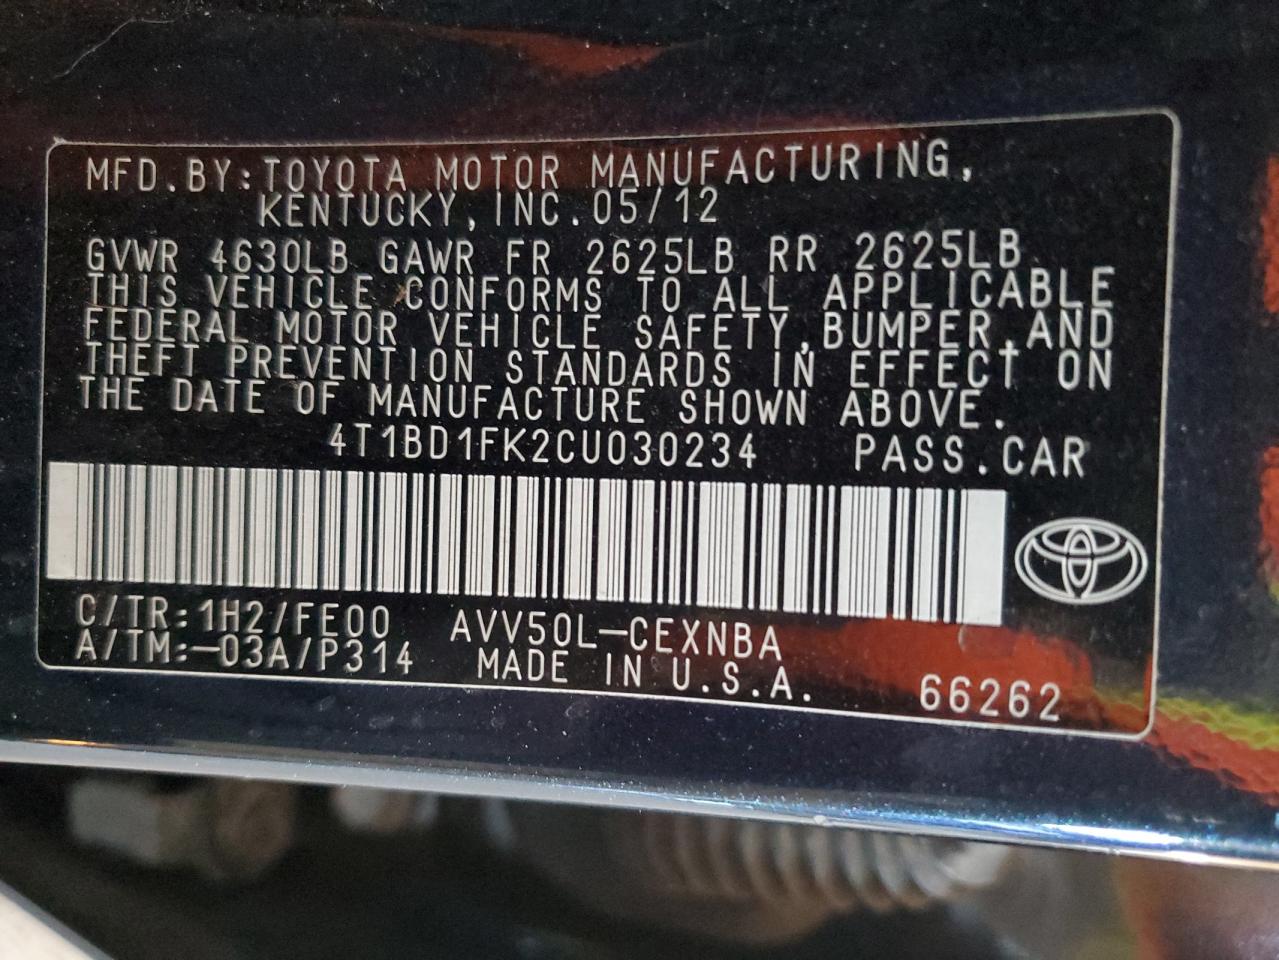 MFD.BY:TOYOTA MOTOR MANUFACTURING,
KENTUCKY,INC.05/12
GVWR 4630LB GAWR FR 2625LB RR 2625LB
THIS VEHICLE CONFORMS TO ALL APPLICABLE
FEDERAL MOTOR VEHICLE SAFETY,BUMPER,AND
THEFT PREVENTION STANDARDS IN EFFECT ON
THE DATE OF MANUFACTURE SHOWN ABOVE.
4T1BD1FK2CU030234 PASS.CAR
C/TR:1H2/FE00 AVV50L-CEXNBA
A/TM:-03A/P314 MADE IN U.S.A. 66262